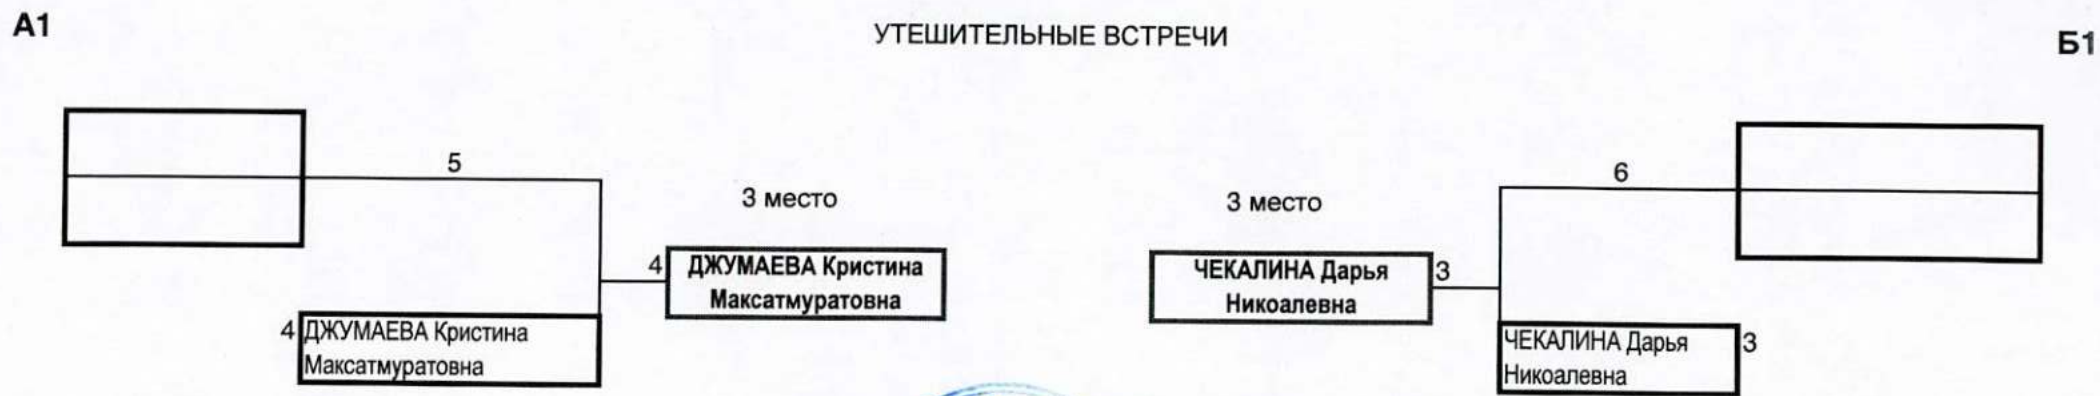 А1
УТЕШИТЕЛЬНЫЕ ВСТРЕЧИ
Б1
5
6
3 место
3 место
4
ДЖУМАЕВА Кристина
Максатмуратовна
ЧЕКАЛИНА Дарья
Никоалевна
3
4
ДЖУМАЕВА Кристина
Максатмуратовна
ЧЕКАЛИНА Дарья
Никоалевна
3